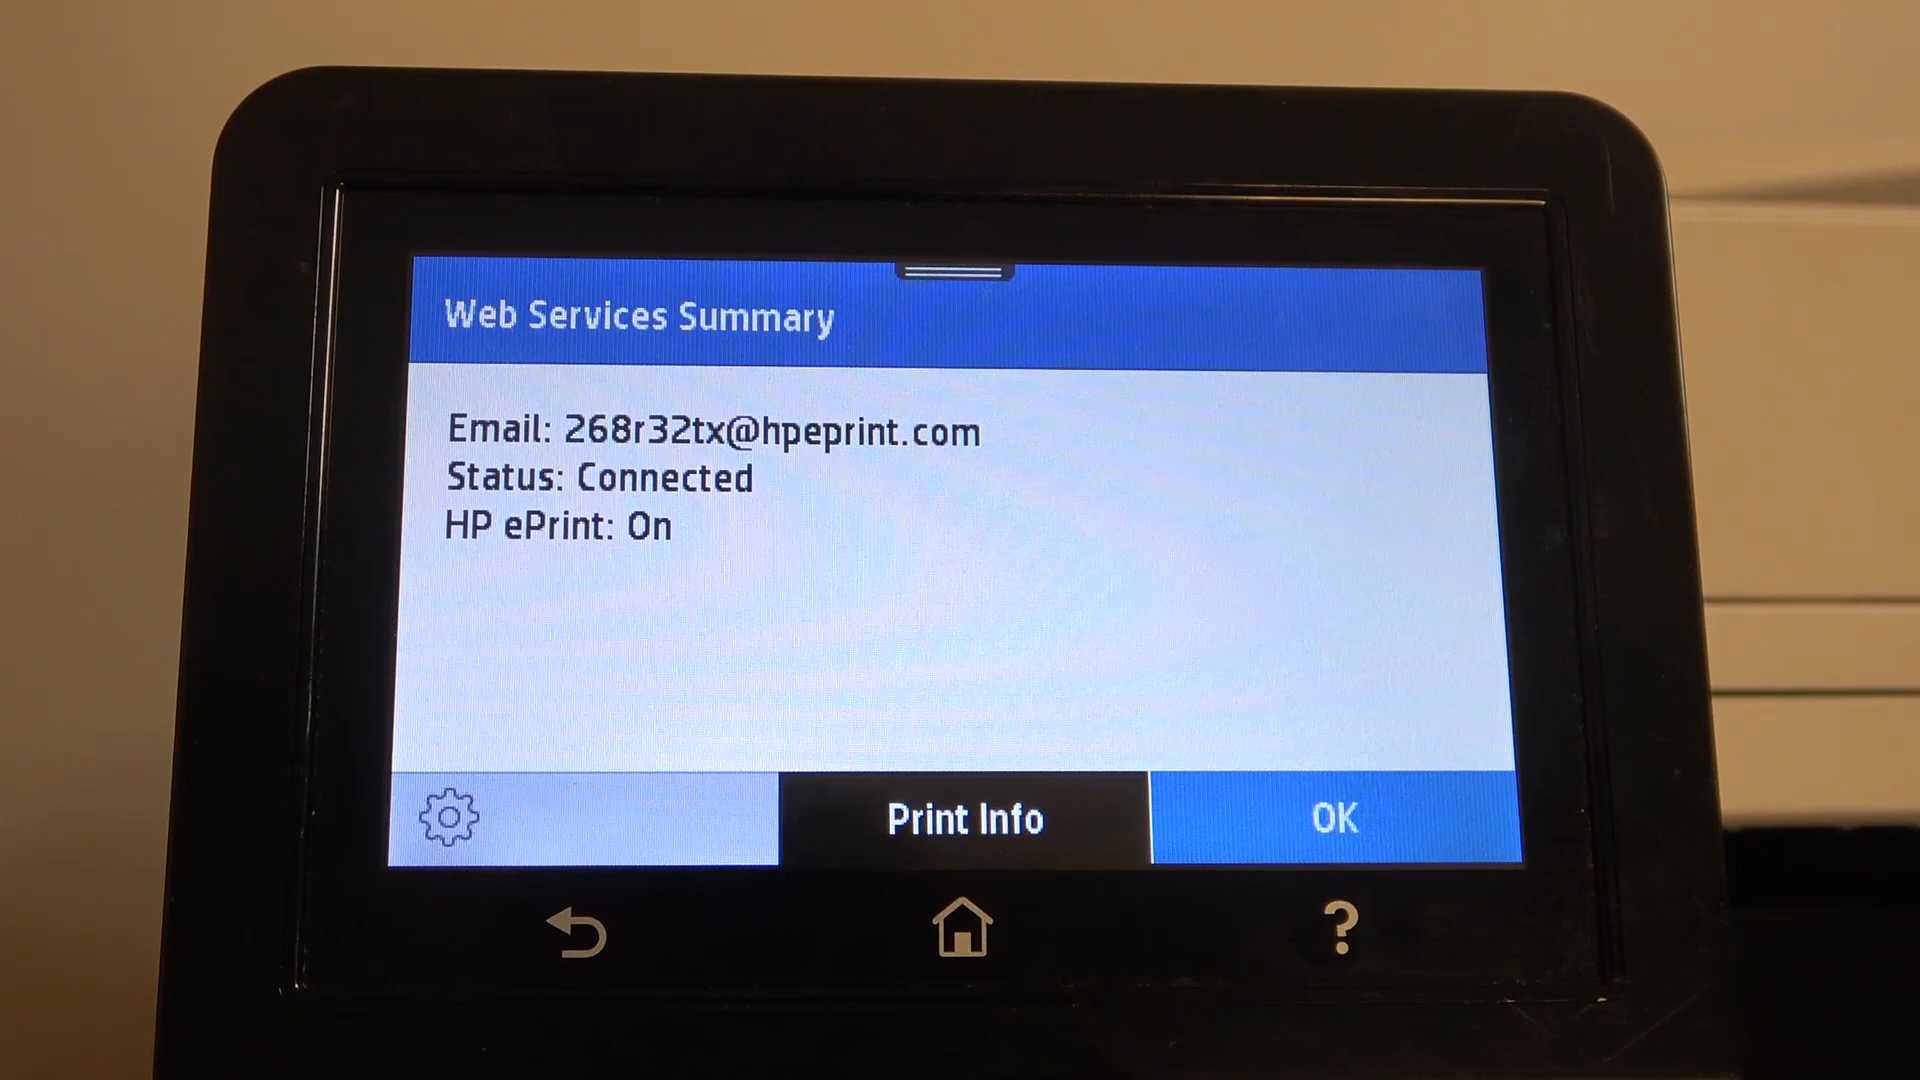 Web Services Summary
Email: 268r32tx@hpeprint.com
Status: Connected
HP ePrint: On
Print Info
OK
?